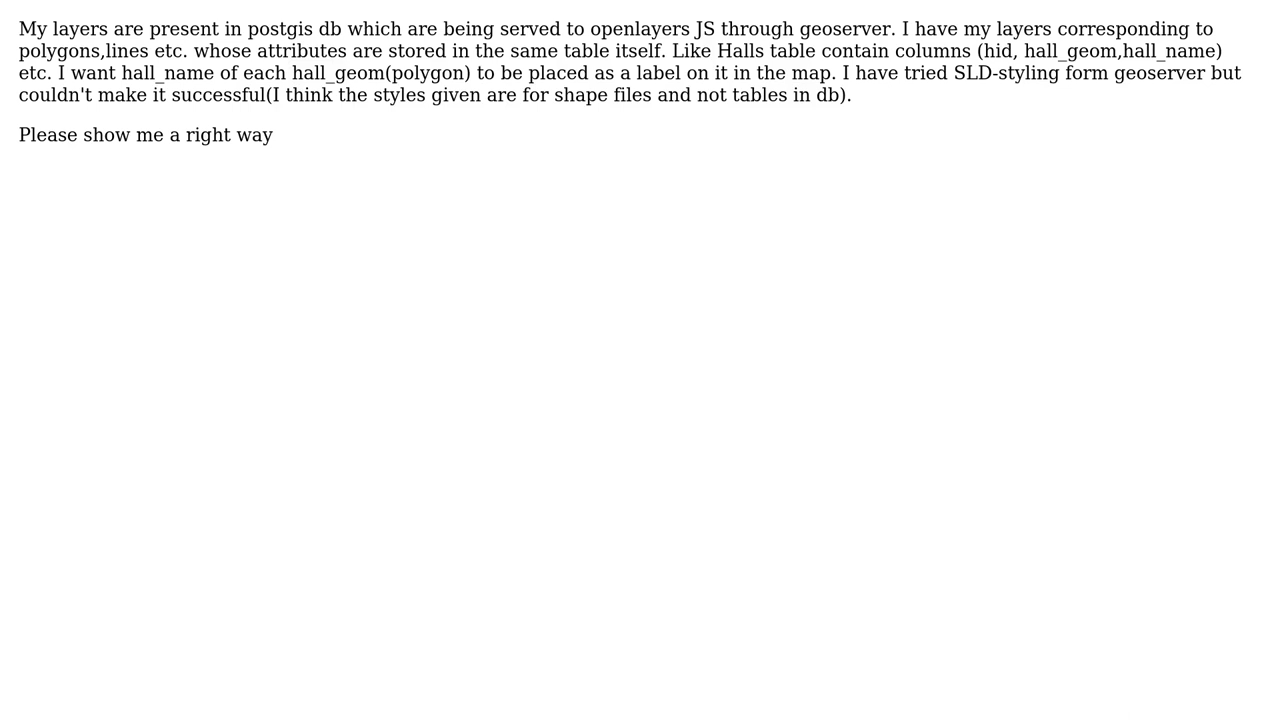 My layers are present in postgis db which are being served to openlayers JS through geoserver. I have my layers corresponding to
polygons,lines etc. whose attributes are stored in the same table itself. Like Halls table contain columns (hid, hall_geom,hall_name)
etc. I want hall_name of each hall_geom(polygon) to be placed as a label on it in the map. I have tried SLD-styling form geoserver but
couldn't make it successful(I think the styles given are for shape files and not tables in db).
Please show me a right way